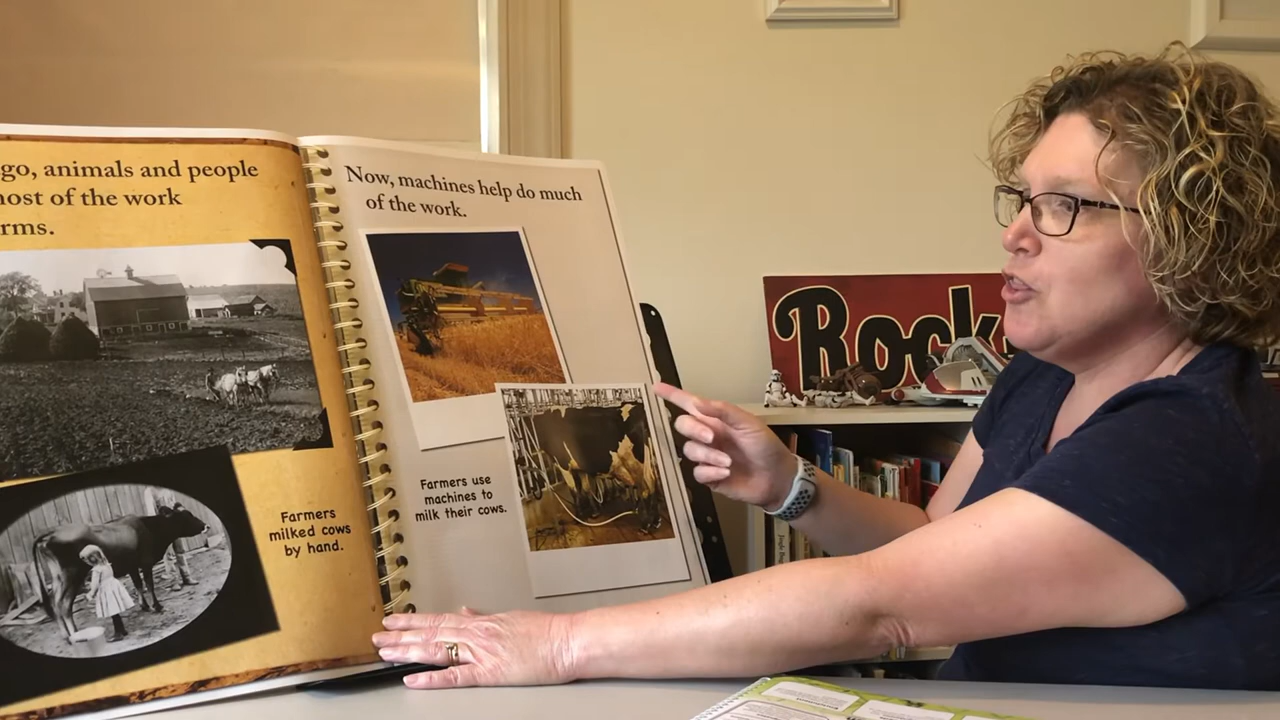 go, animals and people
most of the work
rms.
Farmers
milked cows
by hand.
Now, machines help do much
of the work.
Farmers use
machines to
milk their cows.
Rock